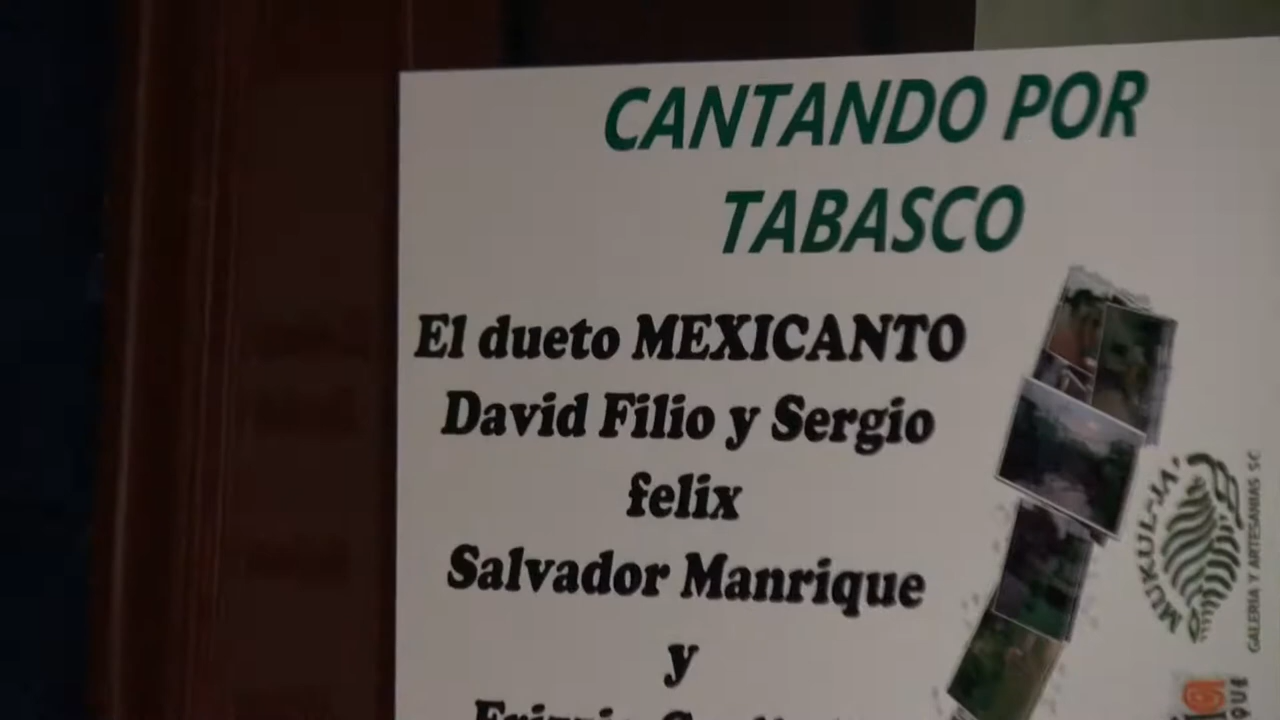 CANTANDO POR
TABASCO
El dueto MEXICANTO
David Filio y Sergio
felix
Salvador Manrique
y
MUKUL-JA'
GALERIA Y ARTESANIAS SC